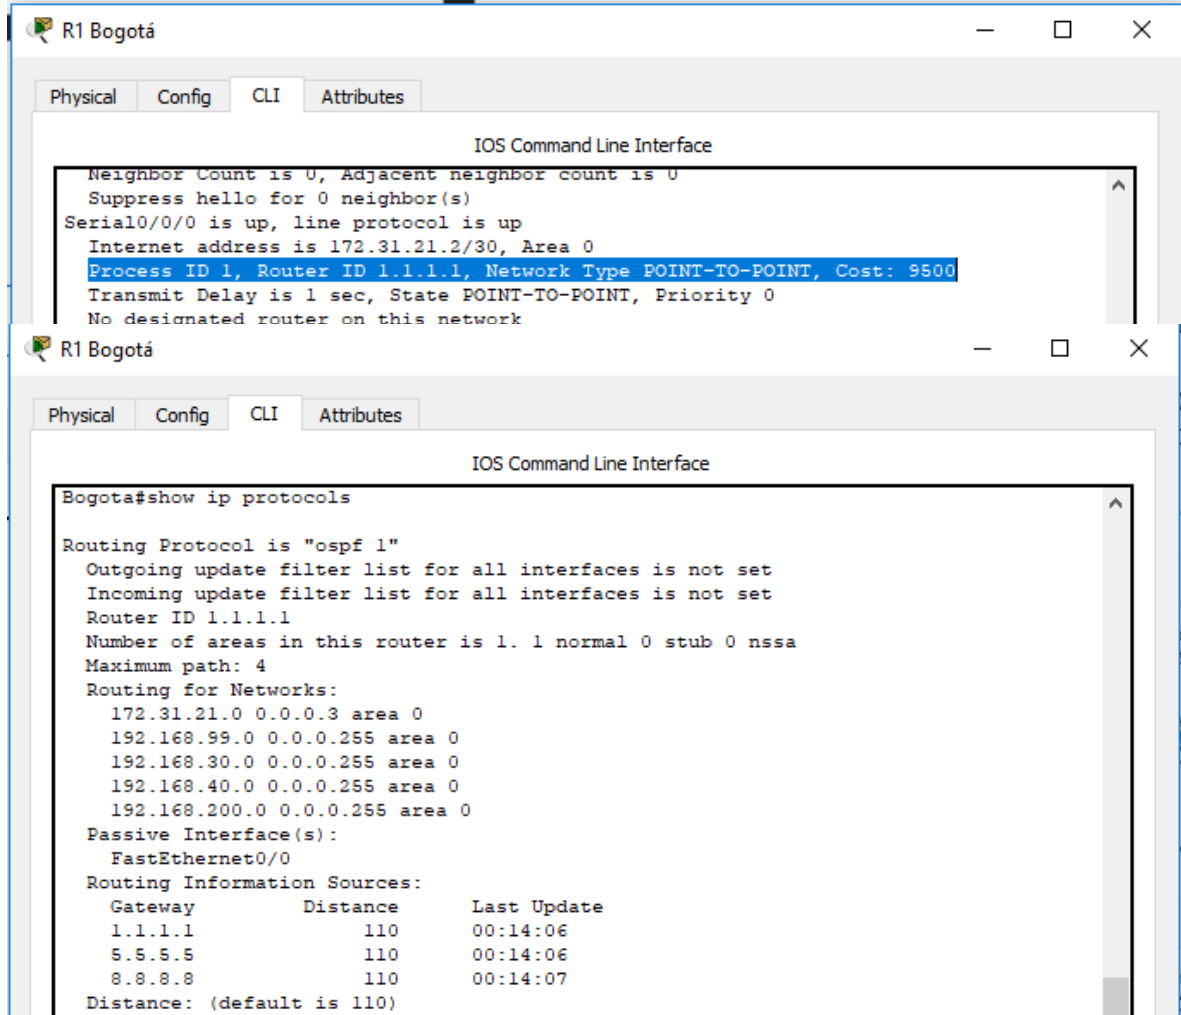 R1 Bogotá
Physical Config CLI Attributes
IOS Command Line Interface
Neighbor Count is 0, Adjacent neighbor count is 0
Suppress hello for 0 neighbor(s)
Serial0/0/0 is up, line protocol is up
Internet address is 172.31.21.2/30, Area 0
Process ID 1, Router ID 1.1.1.1, Network Type POINT-TO-POINT, Cost: 9500
Transmit Delay is 1 sec, State POINT-TO-POINT, Priority 0
No designated router on this network
R1 Bogotá
Physical Config CLI Attributes
IOS Command Line Interface
Bogota#show ip protocols
Routing Protocol is "ospf 1"
Outgoing update filter list for all interfaces is not set
Incoming update filter list for all interfaces is not set
Router ID 1.1.1.1
Number of areas in this router is 1. 1 normal 0 stub 0 nssa
Maximum path: 4
Routing for Networks:
172.31.21.0 0.0.0.3 area 0
192.168.99.0 0.0.0.255 area 0
192.168.30.0 0.0.0.255 area 0
192.168.40.0 0.0.0.255 area 0
192.168.200.0 0.0.0.255 area 0
Passive Interface(s):
FastEthernet0/0
Routing Information Sources:
Gateway Distance Last Update
1.1.1.1 110 00:14:06
5.5.5.5 110 00:14:06
8.8.8.8 110 00:14:07
Distance: (default is 110)